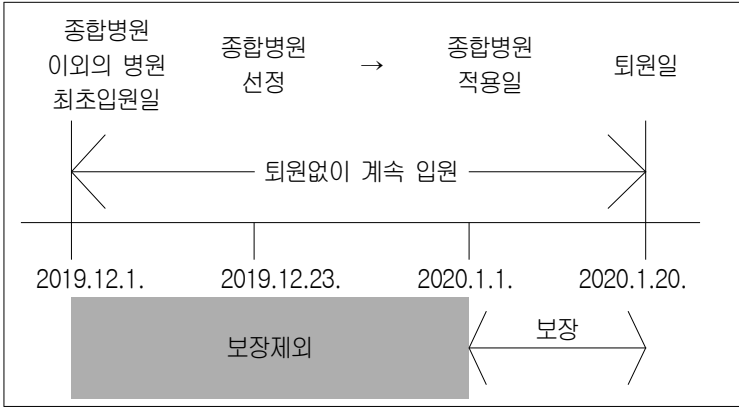 종합병원
이외의 병원
최초입원일
종합병원
선정
→
종합병원
적용일
퇴원일
퇴원없이 계속 입원
2019.12.1.
2019.12.23.
2020.1.1.
2020.1.20.
보장제외
보장